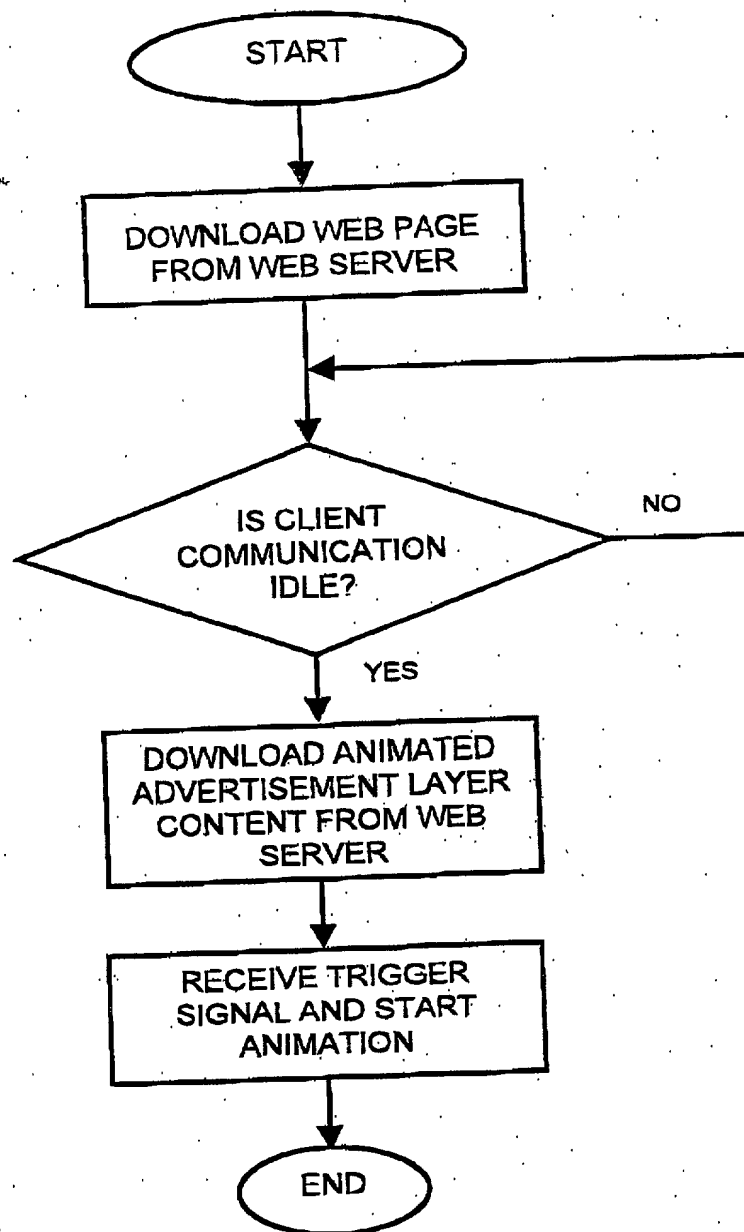 START
DOWNLOAD WEB PAGE
FROM WEB SERVER
IS CLIENT
COMMUNICATION
IDLE?
NO
YES
DOWNLOAD ANIMATED
ADVERTISEMENT LAYER
CONTENT FROM WEB
SERVER
RECEIVE TRIGGER
SIGNAL AND START
ANIMATION
END